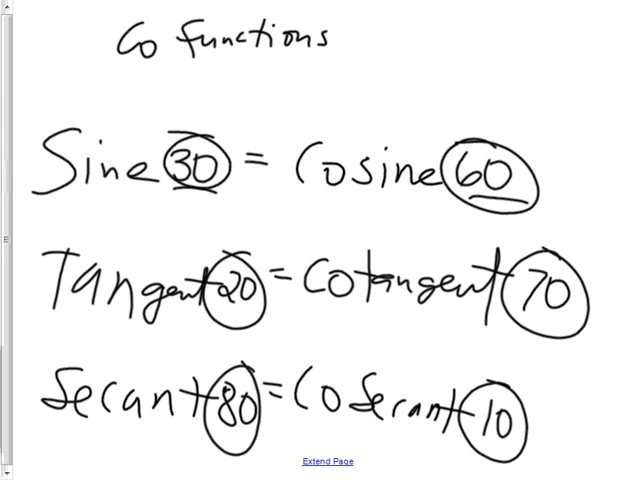 Co functions
Sine 30 = Cosine 60
Tangent 20 = Cotangent 70
Secant 80 = CoSecant 10
Extend Page